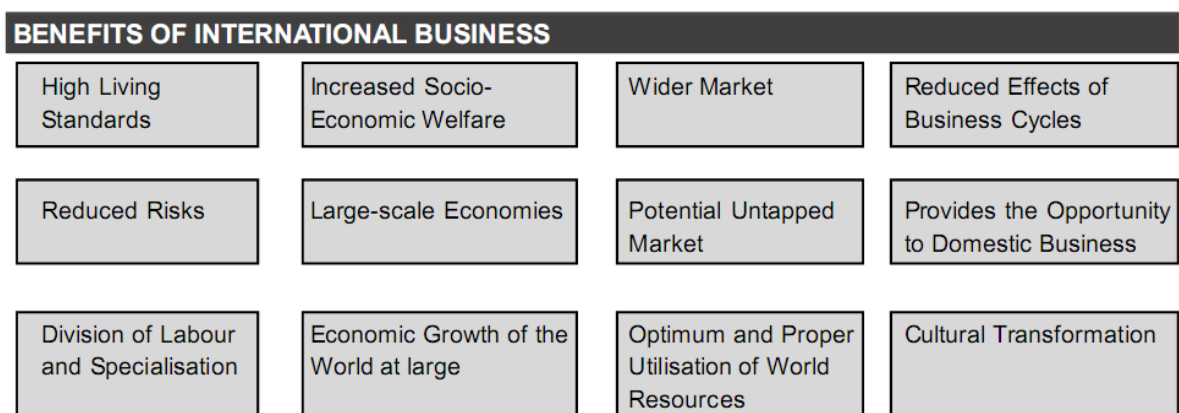 BENEFITS OF INTERNATIONAL BUSINESS
High Living
Standards
Increased Socio-
Economic Welfare
Wider Market
Reduced Effects of
Business Cycles
Reduced Risks
Large-scale Economies
Potential Untapped
Market
Provides the Opportunity
to Domestic Business
Division of Labour
and Specialisation
Economic Growth of the
World at large
Optimum and Proper
Utilisation of World
Resources
Cultural Transformation